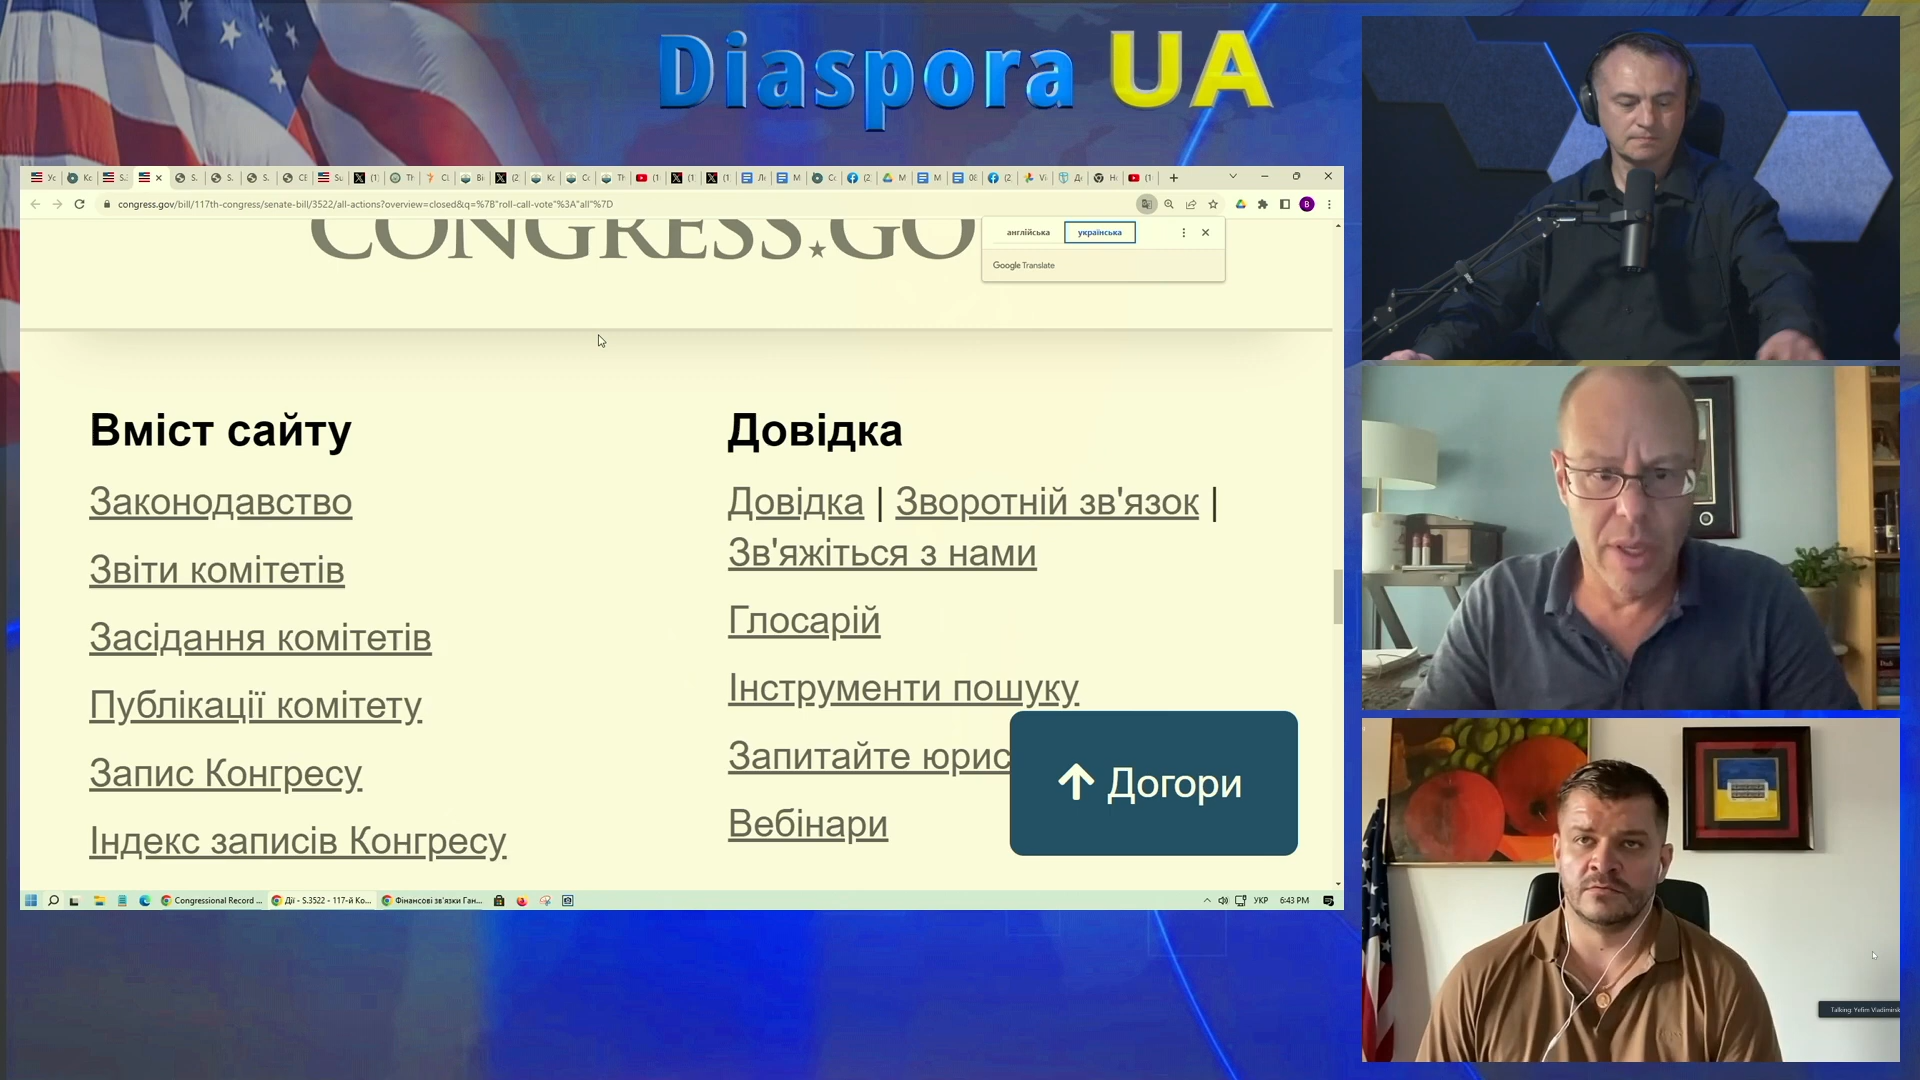 Diaspora UA
congress.gov/bill/117th-congress/senate-bill/3522/all-actions?overview=closed&q=%7B"roll-call-vote"%3A"all"%7D
CONGRESS.GO
англійська українська
Google Translate
Вміст сайту
Законодавство
Звіти комітетів
Засідання комітетів
Публікації комітету
Запис Конгресу
Індекс записів Конгресу
Довідка
Довідка | Зворотній зв'язок |
Зв'яжіться з нами
Глосарій
Інструменти пошуку
Запитайте юрис
Вебінари
Догори
Congressional Record ...
Дії - S.3522 - 117-й Ко...
Фінансові зв'язки Ган...
УКР
6:43 PM